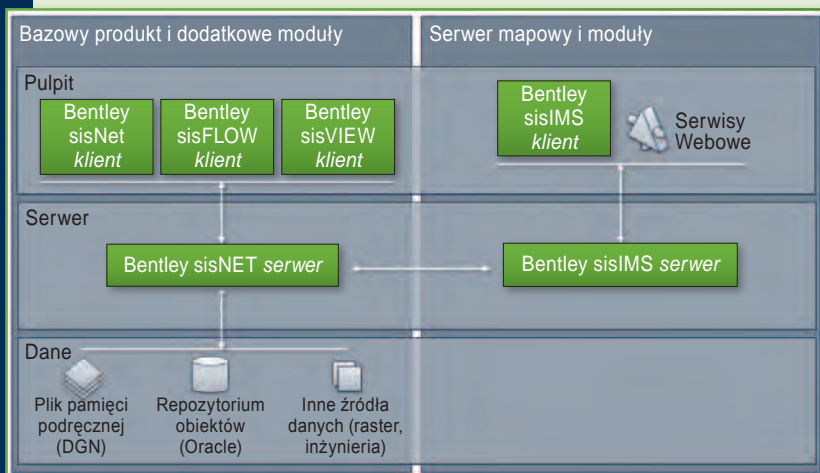 Bazowy produkt i dodatkowe moduły
Serwer mapowy i moduły
Pulpit
Bentley
sisNet
klient
Bentley
sisFLOW
klient
Bentley
sisVIEW
klient
Bentley
sisIMS
klient
Serwisy
Webowe
Serwer
Bentley sisNET serwer
Bentley sisIMS serwer
Dane
Plik pamięci
podręcznej
(DGN)
Repozytorium
obiektów
(Oracle)
Inne źródła
danych (raster,
inżynieria)